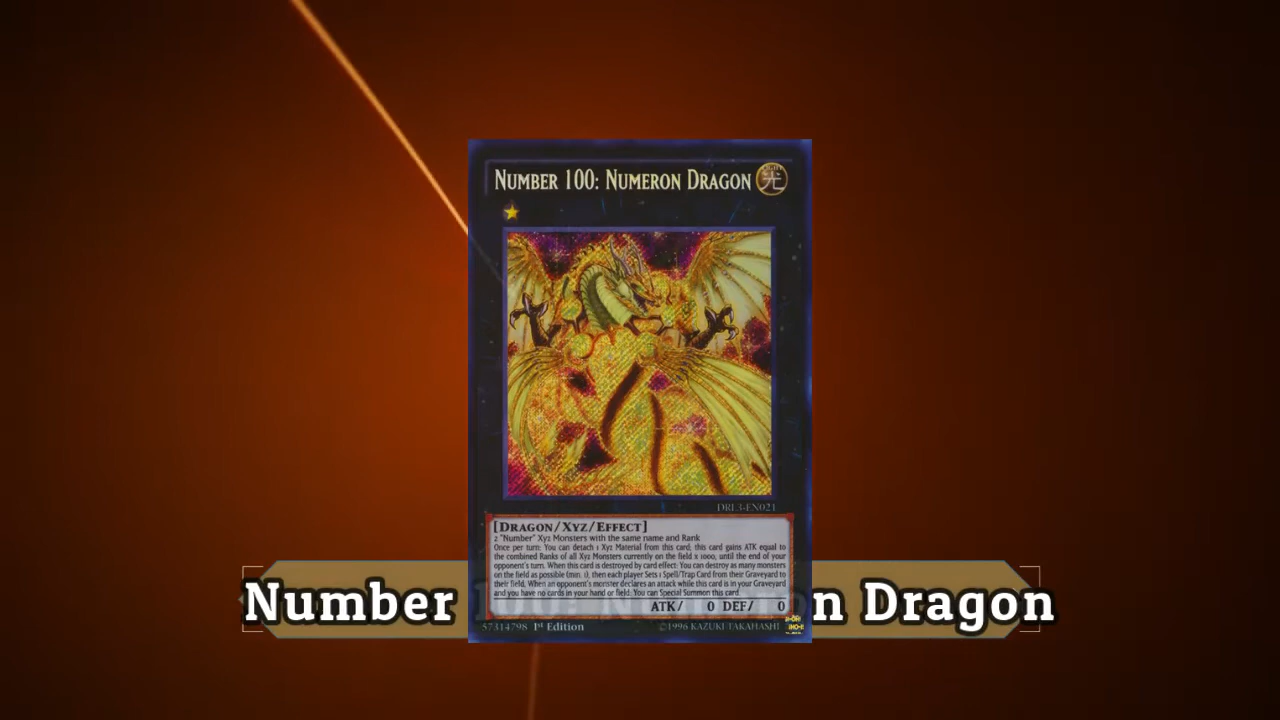 NUMBER 100: NUMERON DRAGON
光
DRL3-EN021
[DRAGON/XYZ/EFFECT]
2 "Number" Xyz Monsters with the same name and Rank
Once per turn: You can detach 1 Xyz Material from this card; this card gains ATK equal to
the combined Ranks of all Xyz Monsters currently on the field x 1000, until the end of your
opponent's turn. When this card is destroyed by card effect: You can destroy as many monsters
on the field as possible (min. 1), then each player Sets 1 Spell/Trap Card from their Graveyard to
their field. When an opponent's monster declares an attack while this card is in your Graveyard
and you have no cards in your hand or field: You can Special Summon this card.
ATK/ 0 DEF/ 0
Number 100: Numeron Dragon
57314798 1st Edition ©1996 KAZUKI TAKAHASHI